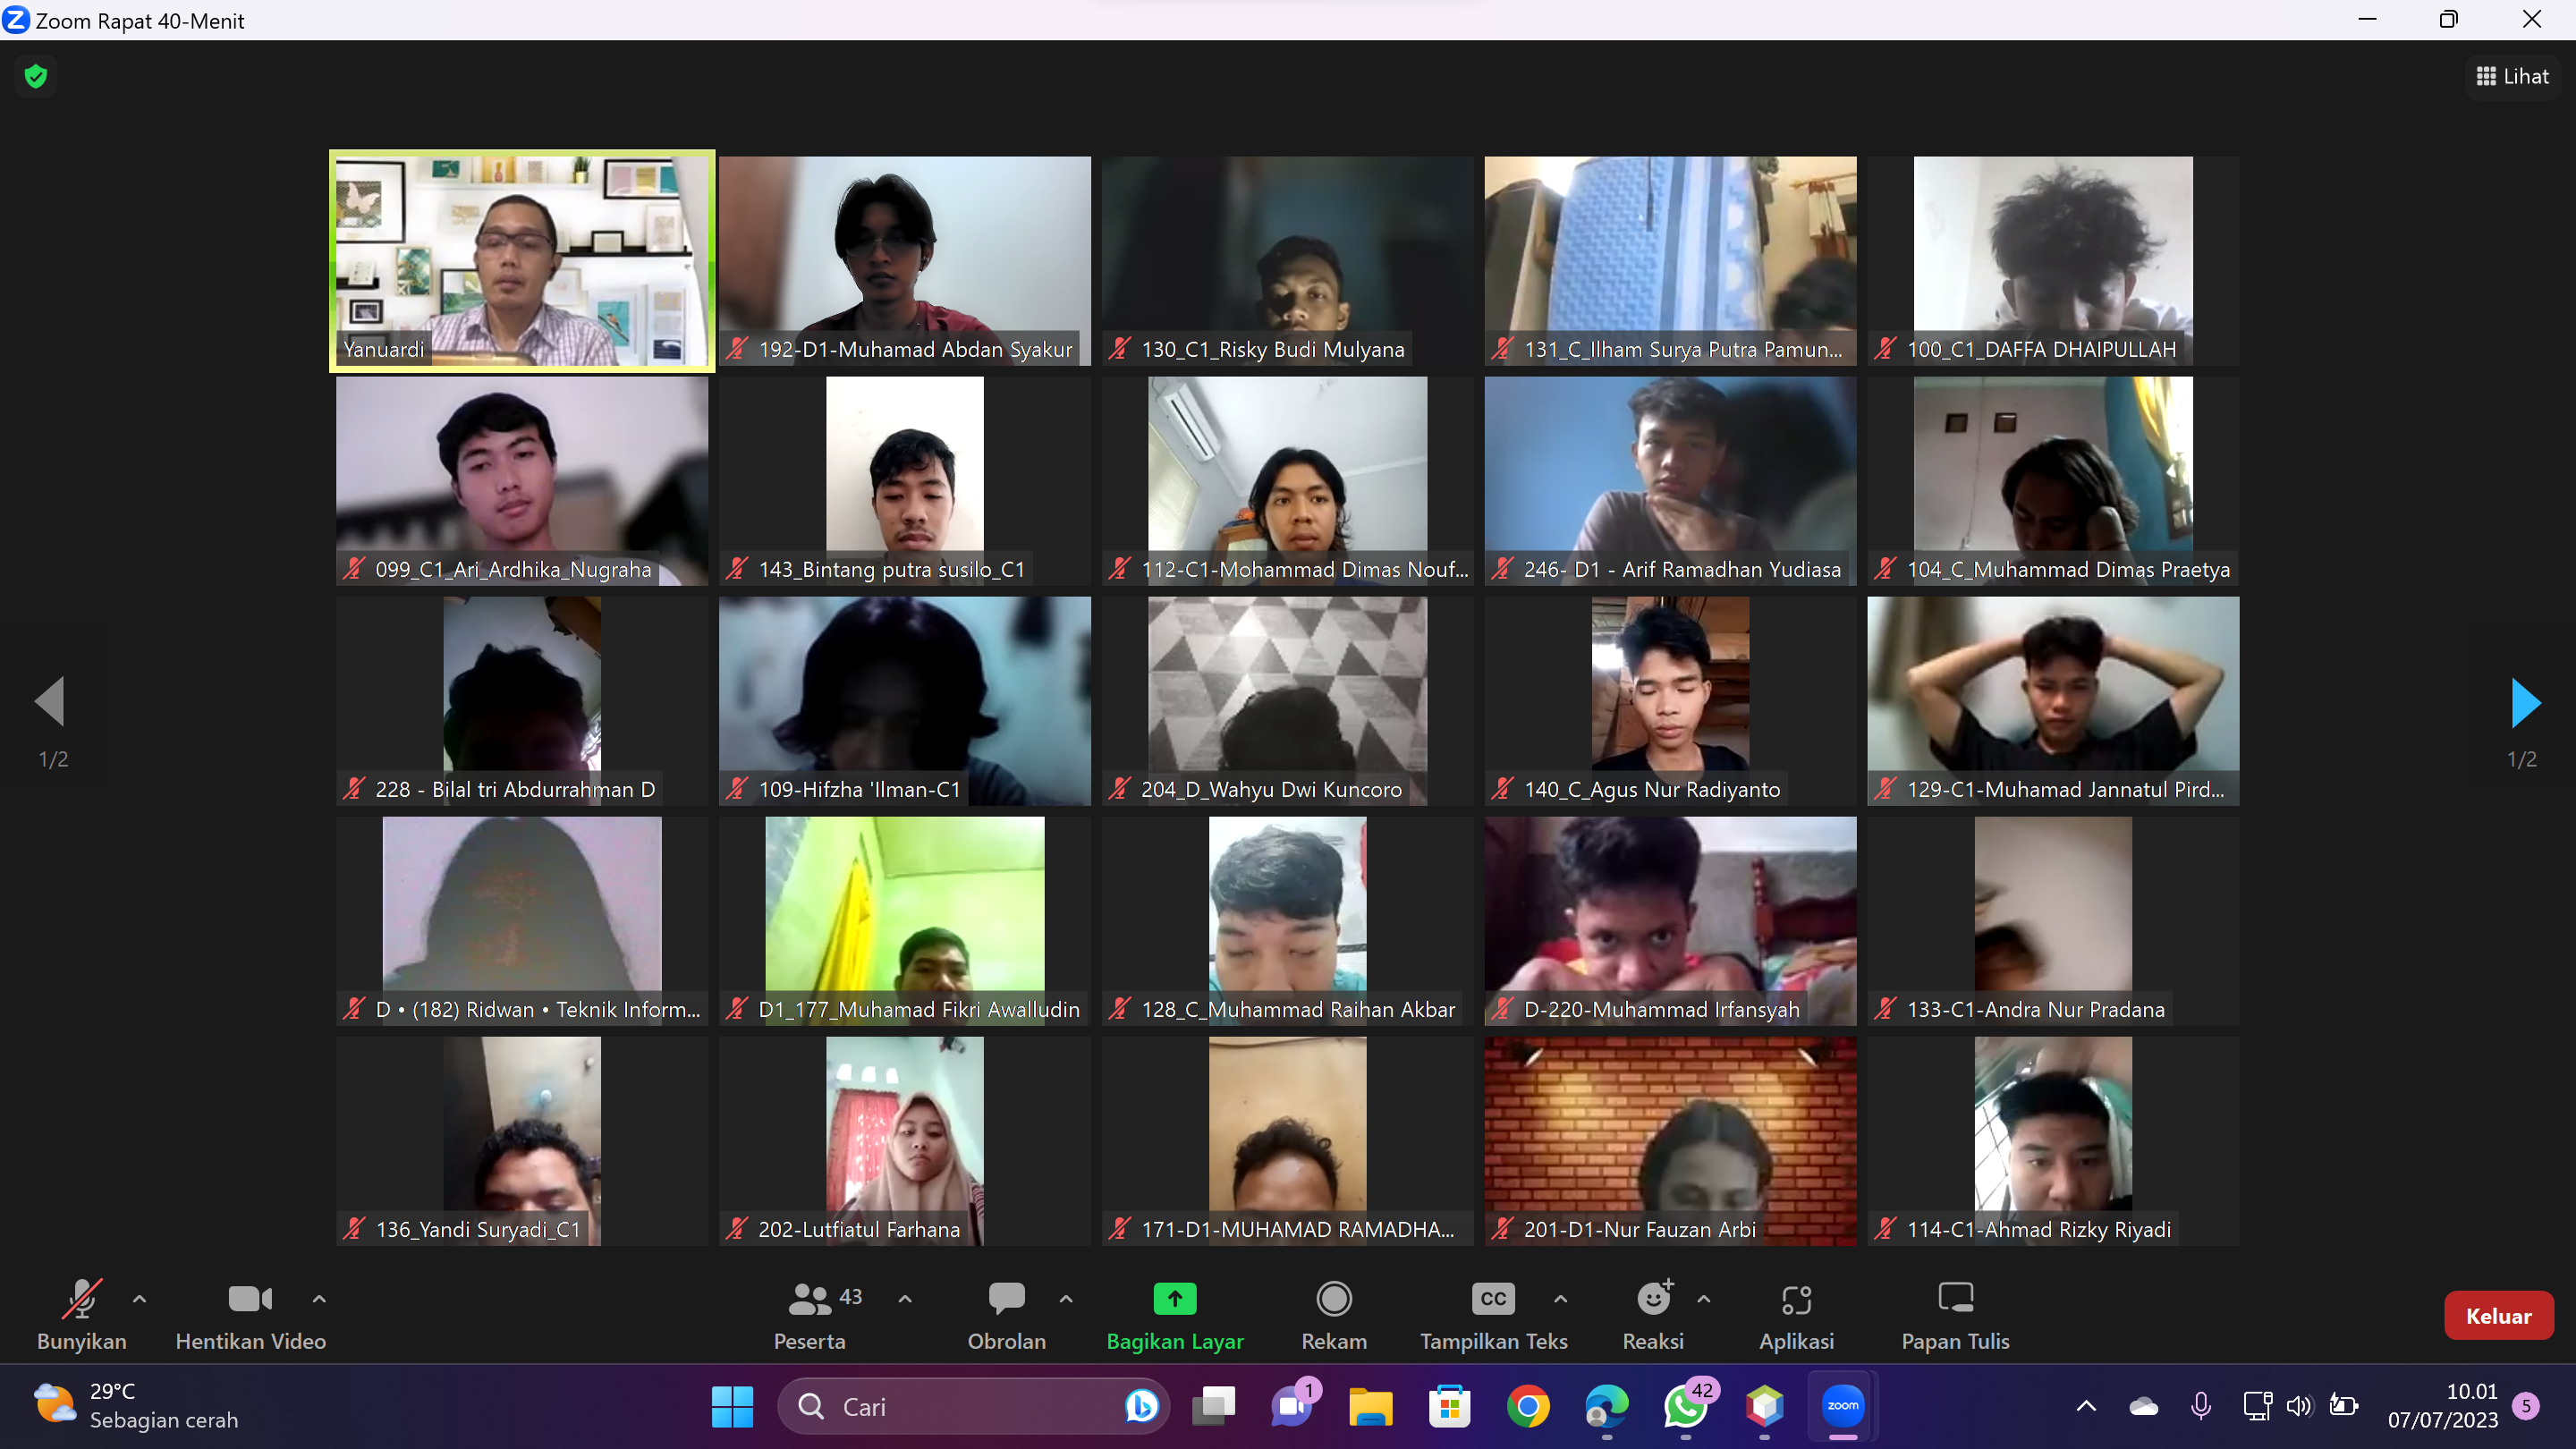 Zoom Rapat 40-Menit
Lihat
Yanuardi
192-D1-Muhamad Abdan Syakur
130_C1_Risky Budi Mulyana
131_C_Ilham Surya Putra Pamun...
100_C1_DAFFA DHAIPULLAH
099_C1_Ari_Ardhika_Nugraha
143_Bintang putra susilo_C1
112-C1-Mohammad Dimas Nouf...
246- D1 - Arif Ramadhan Yudiasa
104_C_Muhammad Dimas Praetya
228 - Bilal tri Abdurrahman D
109-Hifzha 'Ilman-C1
204_D_Wahyu Dwi Kuncoro
140_C_Agus Nur Radiyanto
129-C1-Muhamad Jannatul Pird...
1/2
1/2
D • (182) Ridwan • Teknik Inform...
D1_177_Muhamad Fikri Awalludin
128_C_Muhammad Raihan Akbar
D-220-Muhammad Irfansyah
133-C1-Andra Nur Pradana
136_Yandi Suryadi_C1
202-Lutfiatul Farhana
171-D1-MUHAMAD RAMADHA...
201-D1-Nur Fauzan Arbi
114-C1-Ahmad Rizky Riyadi
Bunyikan
Hentikan Video
43
Peserta
Obrolan
Bagikan Layar
Rekam
CC
Tampilkan Teks
Reaksi
Aplikasi
Papan Tulis
Keluar
29°C
Sebagian cerah
Cari
1
42
zoom
10.01
07/07/2023
5